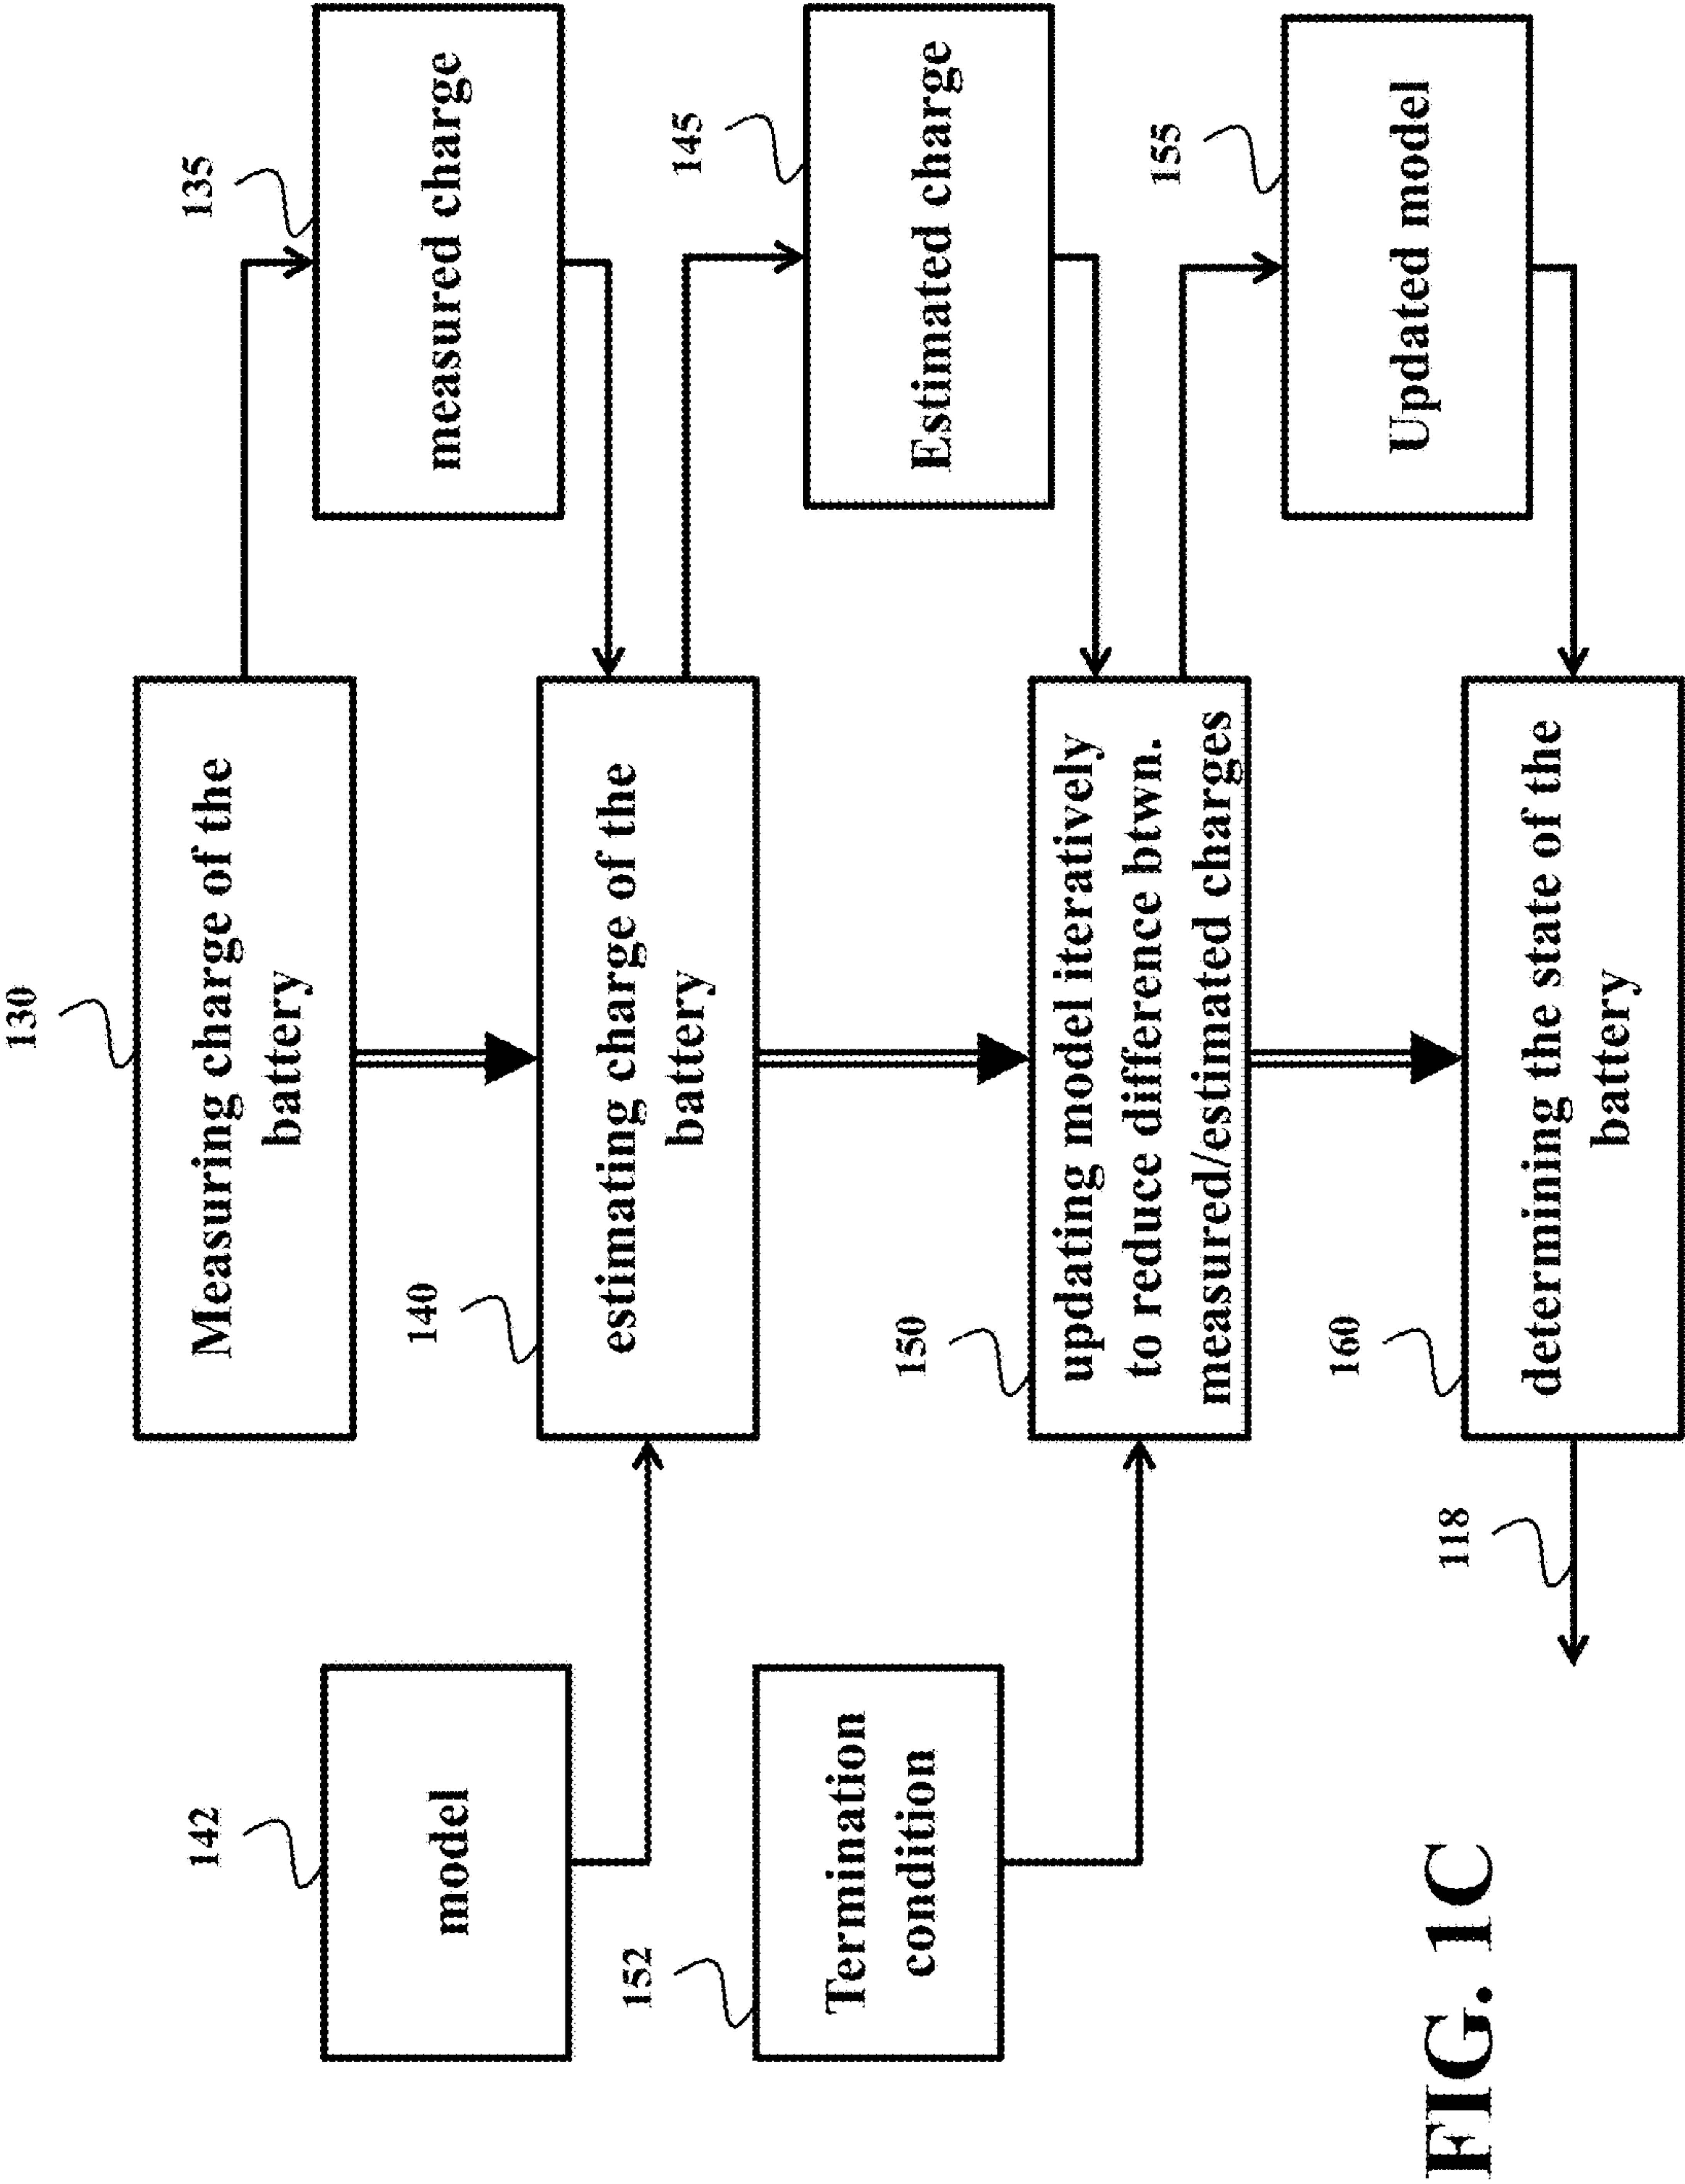 130
Measuring charge of the
battery
135
measured charge
142
model
140
estimating charge of the
battery
145
Estimated charge
152
Termination
condition
150
updating model iteratively
to reduce difference btwn.
measured/estimated charges
155
Updated model
160
determining the state of the
battery
118
FIG. 1C